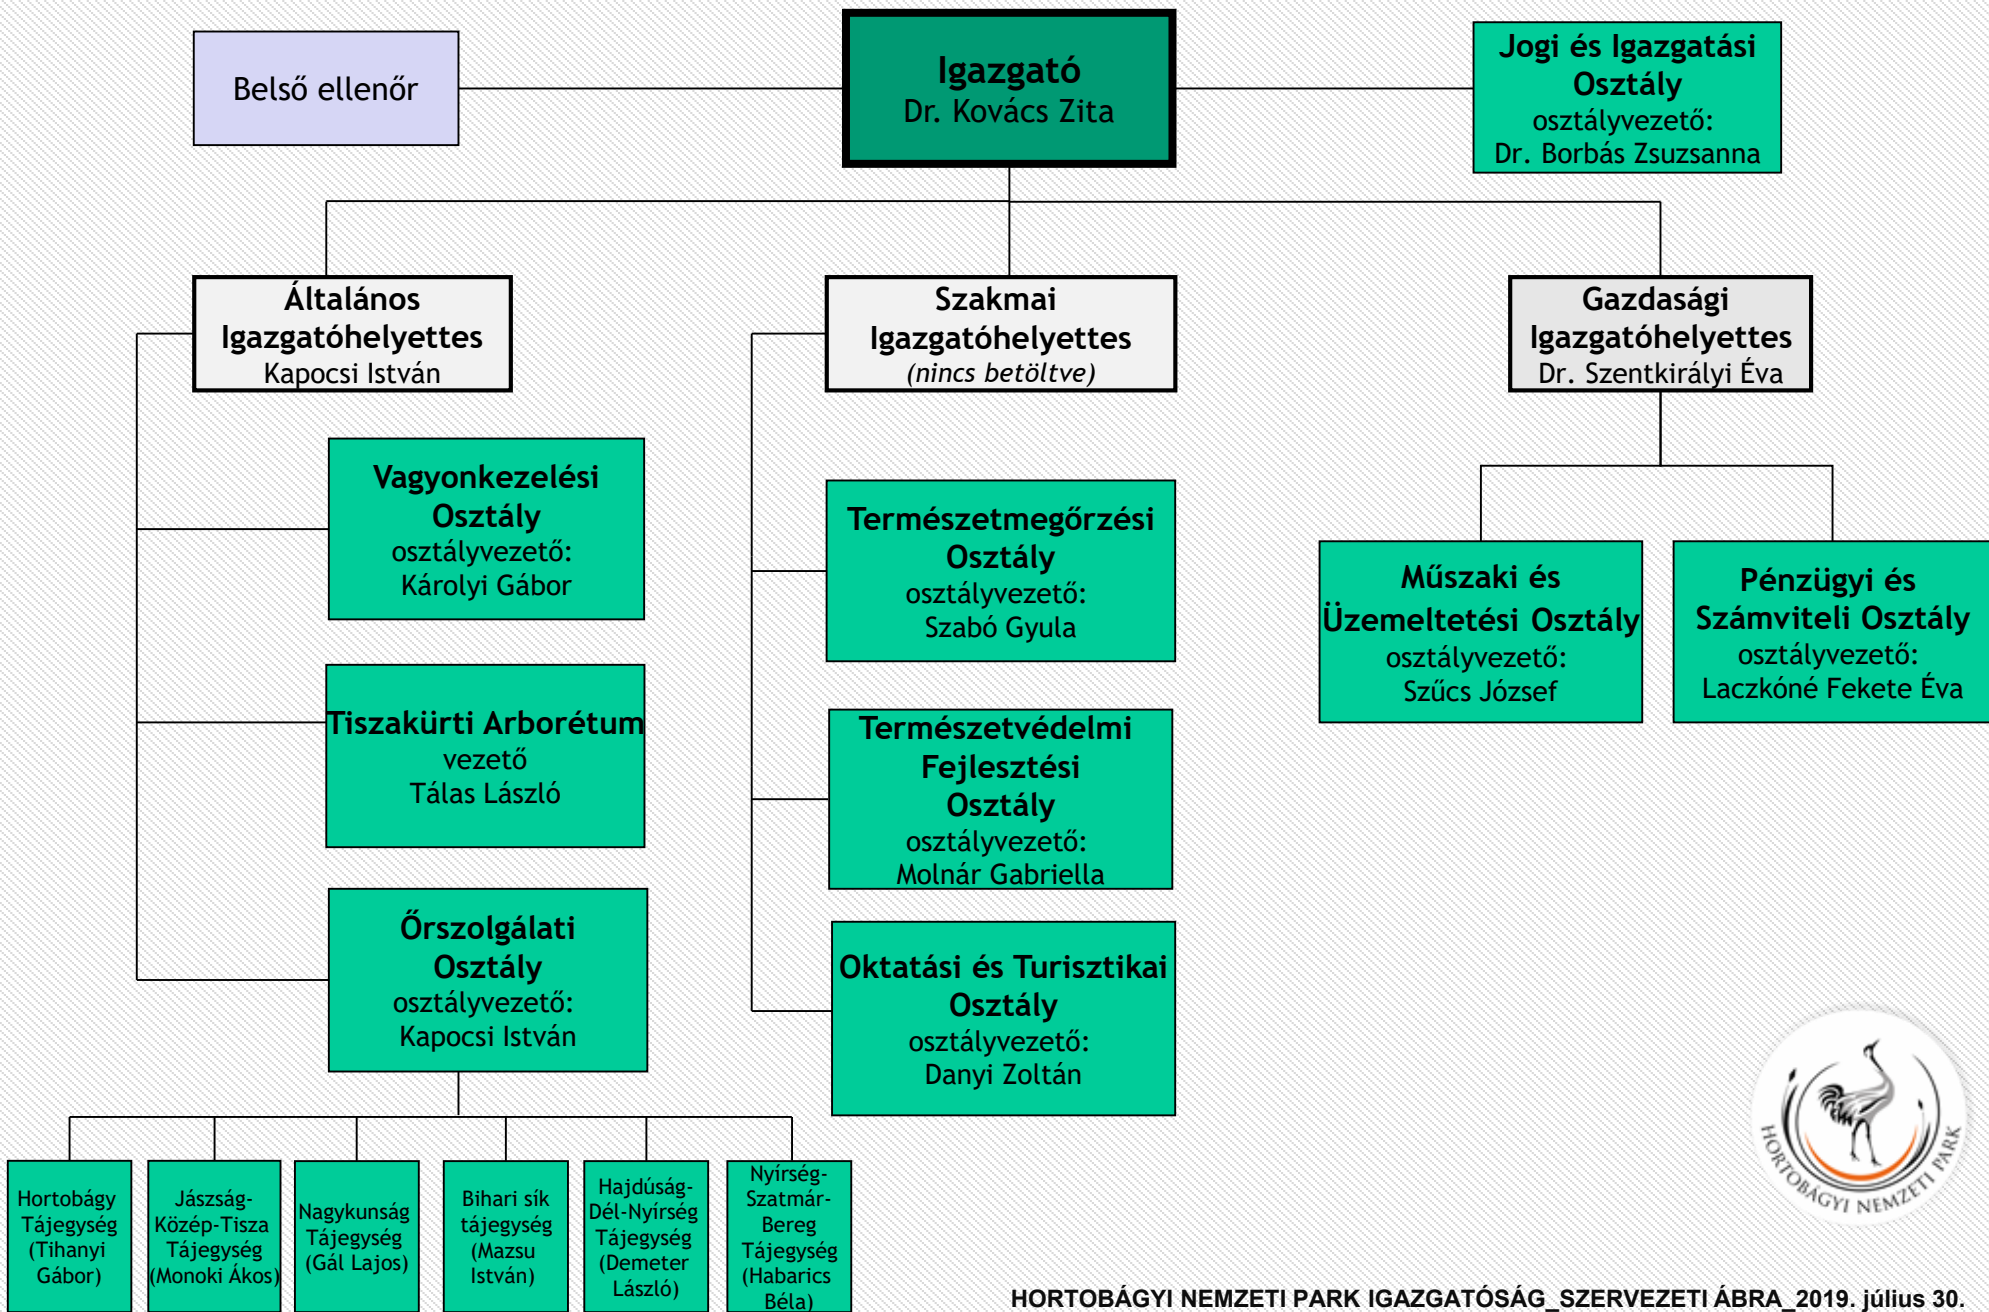 Belső ellenőr
Igazgató
Dr. Kovács Zita
Jogi és Igazgatási
Osztály
osztályvezető:
Dr. Borbás Zsuzsanna
Általános
Igazgatóhelyettes
Kapocsi István
Szakmai
Igazgatóhelyettes
(nincs betöltve)
Gazdasági
Igazgatóhelyettes
Dr. Szentkirályi Éva
Vagyonkezelési
Osztály
osztályvezető:
Károlyi Gábor
Tiszakürti Arborétum
vezető
Tálas László
Őrszolgálati
Osztály
osztályvezető:
Kapocsi István
Természetmegőrzési
Osztály
osztályvezető:
Szabó Gyula
Természetvédelmi
Fejlesztési
Osztály
osztályvezető:
Molnár Gabriella
Oktatási és Turisztikai
Osztály
osztályvezető:
Danyi Zoltán
Műszaki és
Üzemeltetési Osztály
osztályvezető:
Szűcs József
Pénzügyi és
Számviteli Osztály
osztályvezető:
Laczkóné Fekete Éva
Hortobágy
Tájegység
(Tihanyi
Gábor)
Jászság-
Közép-Tisza
Tájegység
(Monoki Ákos)
Nagykunság
Tájegység
(Gál Lajos)
Bihari sík
tájegység
(Mazsu
István)
Hajdúság-
Dél-Nyírség
Tájegység
(Demeter
László)
Nyírség-
Szatmár-
Bereg
Tájegység
(Habarics
Béla)
HORTOBÁGYI NEMZETI PARK
HORTOBÁGYI NEMZETI PARK IGAZGATÓSÁG_SZERVEZETI ÁBRA_2019. július 30.